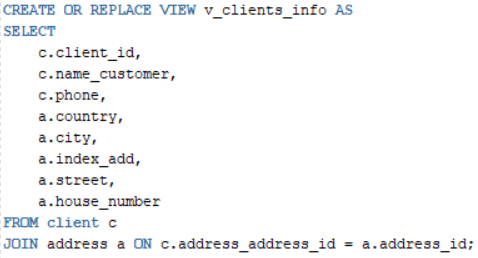 CREATE OR REPLACE VIEW v_clients_info AS
SELECT
    c.client_id,
    c.name_customer,
    c.phone,
    a.country,
    a.city,
    a.index_add,
    a.street,
    a.house_number
FROM client c
JOIN address a ON c.address_address_id = a.address_id;